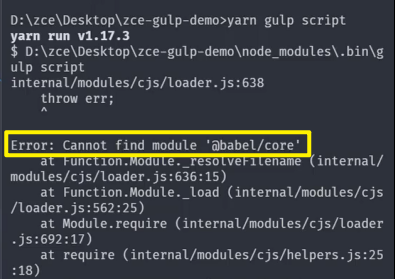 D:\zce\Desktop\zce-gulp-demo>yarn gulp script
yarn run v1.17.3
$ D:\zce\Desktop\zce-gulp-demo\node_modules\.bin\g
ulp script
internal/modules/cjs/loader.js:638
    throw err;
    ^
Error: Cannot find module '@babel/core'
    at Function.Module._resolveFilename (internal/
modules/cjs/loader.js:636:15)
    at Function.Module._load (internal/modules/cjs
/loader.js:562:25)
    at Module.require (internal/modules/cjs/loader
.js:692:17)
    at require (internal/modules/cjs/helpers.js:25
:18)